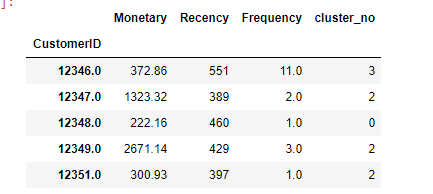 ]:
Monetary Recency Frequency cluster_no
CustomerID
12346.0 372.86 551 11.0 3
12347.0 1323.32 389 2.0 2
12348.0 222.16 460 1.0 0
12349.0 2671.14 429 3.0 2
12351.0 300.93 397 1.0 2